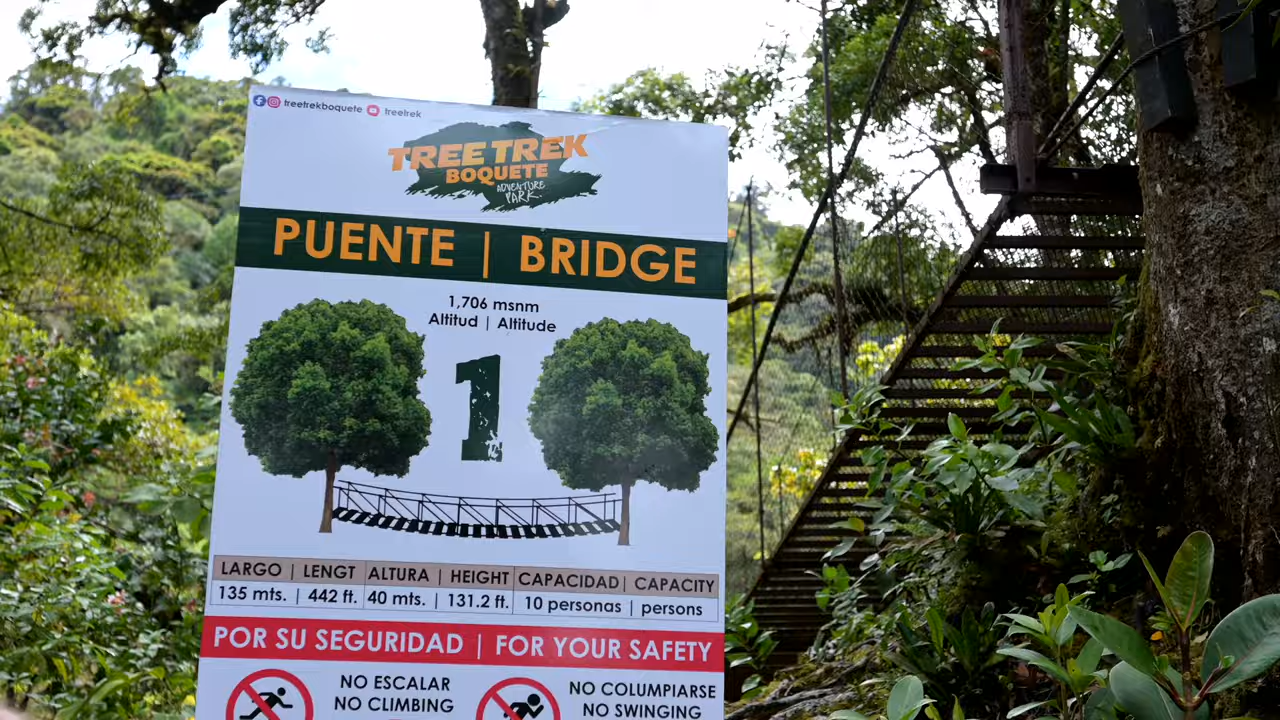 treetrekboquete treetrek
TREE TREK
BOQUETE
ADVENTURE
PARK
PUENTE | BRIDGE
1,706 msnm
Altitud | Altitude
1
LARGO | LENGT ALTURA | HEIGHT CAPACIDAD | CAPACITY
135 mts. | 442 ft. 40 mts. | 131.2 ft. 10 personas | persons
POR SU SEGURIDAD | FOR YOUR SAFETY
NO ESCALAR
NO CLIMBING
NO COLUMPIARSE
NO SWINGING